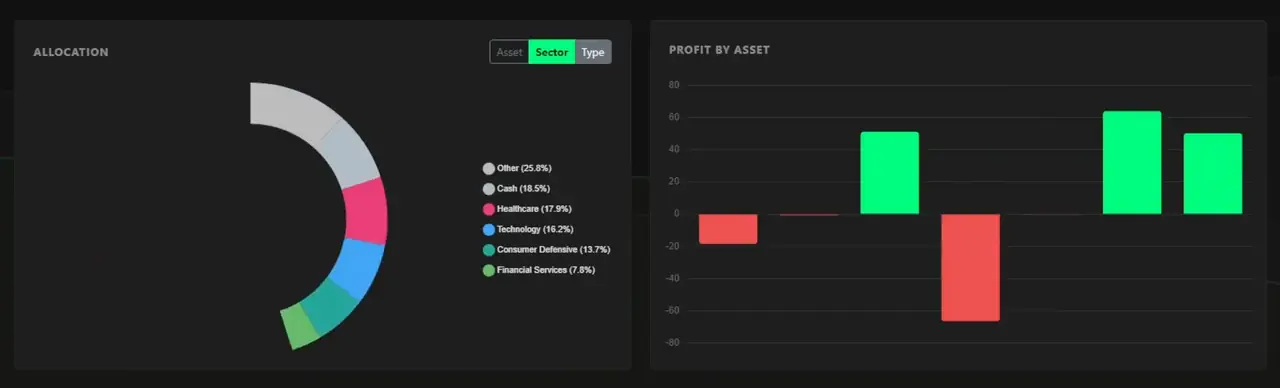 ALLOCATION
Asset Sector Type
Other (25.8%)
Cash (18.5%)
Healthcare (17.9%)
Technology (16.2%)
Consumer Defensive (13.7%)
Financial Services (7.8%)
PROFIT BY ASSET
80
60
40
20
0
-20
-40
-60
-80